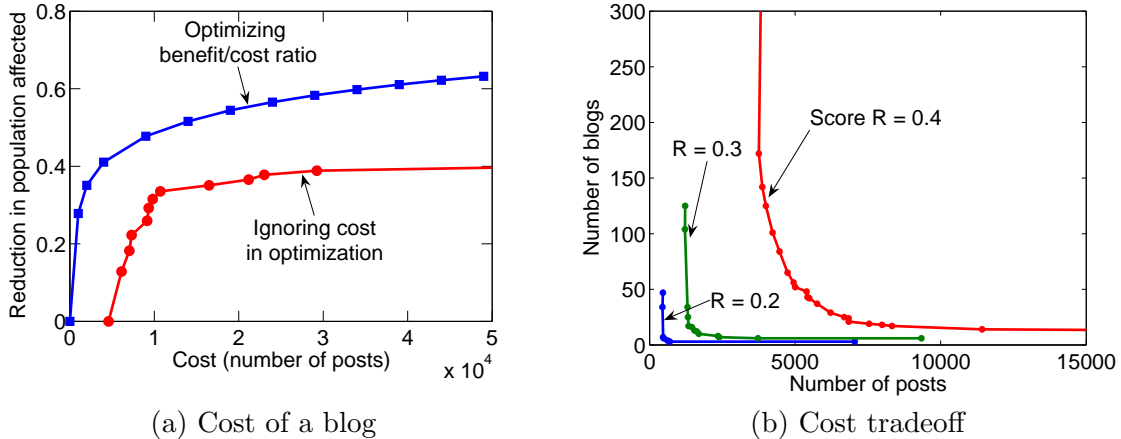 Reduction in population affected
0.8
0.6
0.4
0.2
0
0
1
2
3
4
5
x 10^4
Cost (number of posts)
Optimizing
benefit/cost ratio
Ignoring cost
in optimization
(a) Cost of a blog
Number of blogs
300
250
200
150
100
50
0
0
5000
10000
15000
Number of posts
Score R = 0.4
R = 0.3
R = 0.2
(b) Cost tradeoff